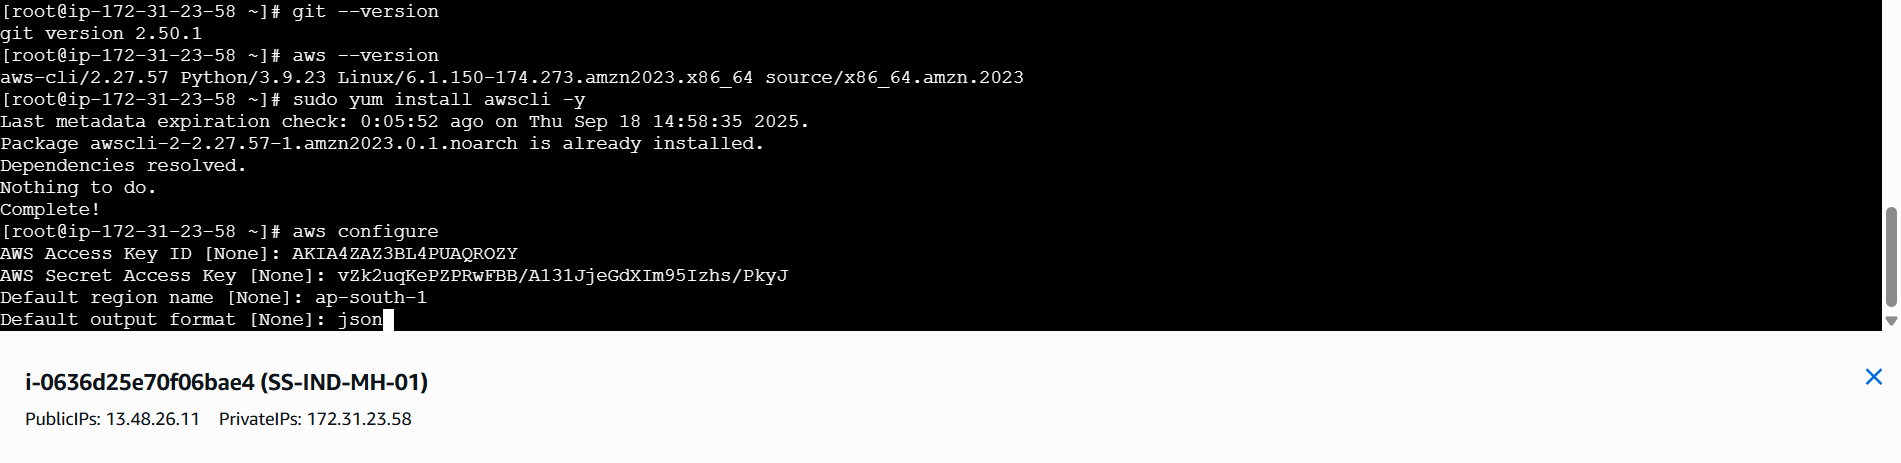 [root@ip-172-31-23-58 ~]# git --version
git version 2.50.1
[root@ip-172-31-23-58 ~]# aws --version
aws-cli/2.27.57 Python/3.9.23 Linux/6.1.150-174.273.amzn2023.x86_64 source/x86_64.amzn.2023
[root@ip-172-31-23-58 ~]# sudo yum install awscli -y
Last metadata expiration check: 0:05:52 ago on Thu Sep 18 14:58:35 2025.
Package awscli-2-2.27.57-1.amzn2023.0.1.noarch is already installed.
Dependencies resolved.
Nothing to do.
Complete!
[root@ip-172-31-23-58 ~]# aws configure
AWS Access Key ID [None]: AKIA4ZAZ3BL4PUAQROZY
AWS Secret Access Key [None]: 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
Default region name [None]: ap-south-1
Default output format [None]: json
i-0636d25e70f06bae4 (SS-IND-MH-01)
PublicIPs: 13.48.26.11 PrivateIPs: 172.31.23.58